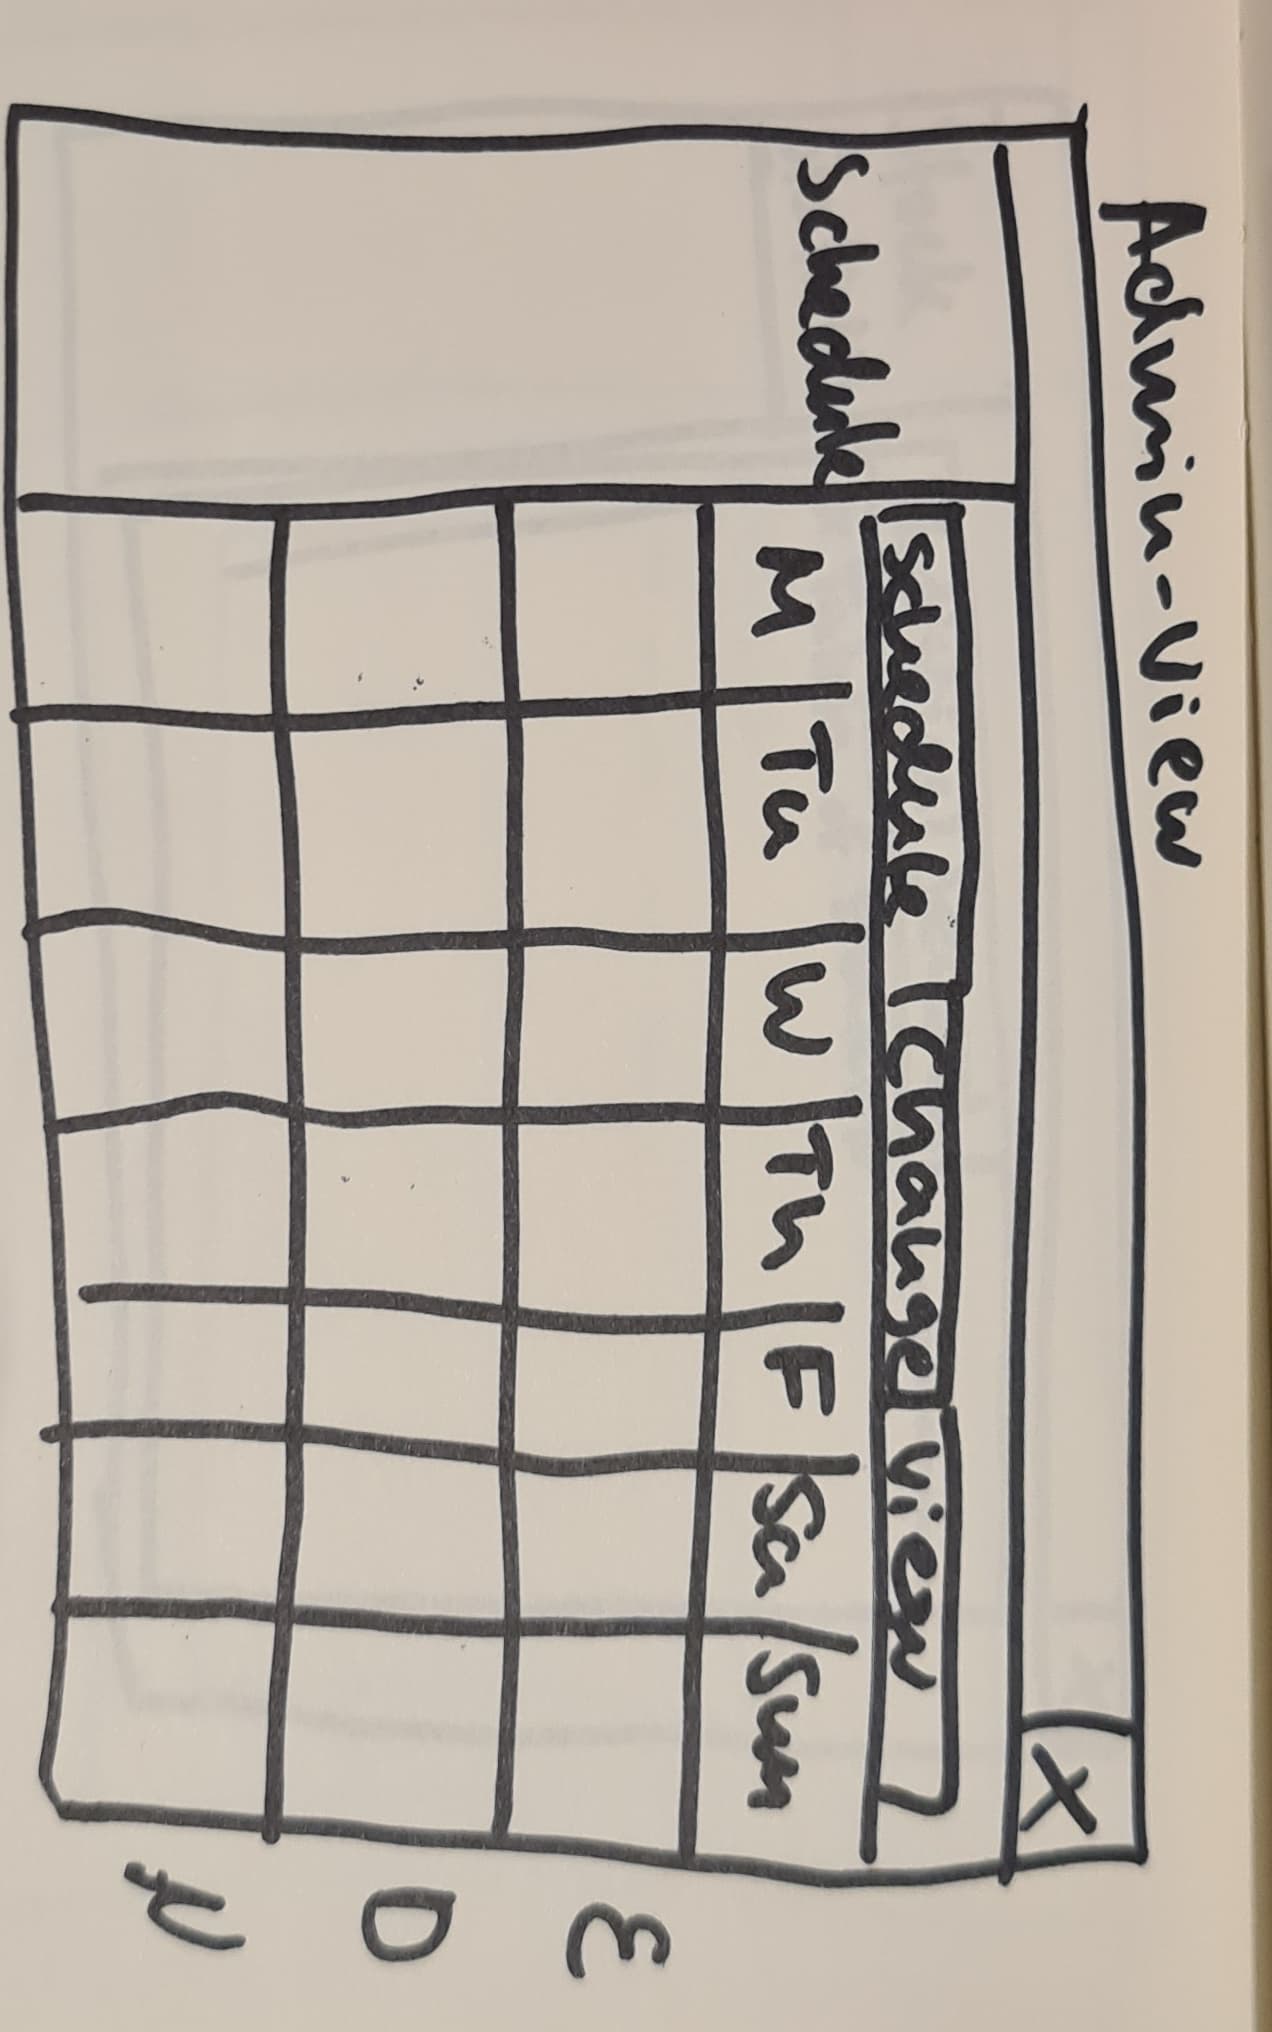 Admin-View
X
Schedule
Schedule Change View
M Tu W Th F Sa Sun
E
D
N